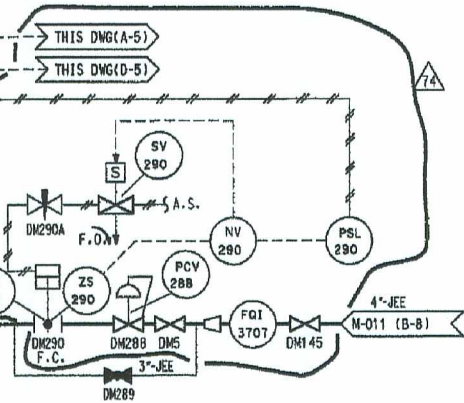 THIS DWG(A-5)
THIS DWG(D-5)
74
SV
290
S
A.S.
DM290A
F.O.
NV
290
PSL
290
ZS
290
PCV
288
FQI
3707
4"-JEE
M-011 (B-8)
DM290
F.C.
DM288
DM5
DM145
3"-JEE
DM289